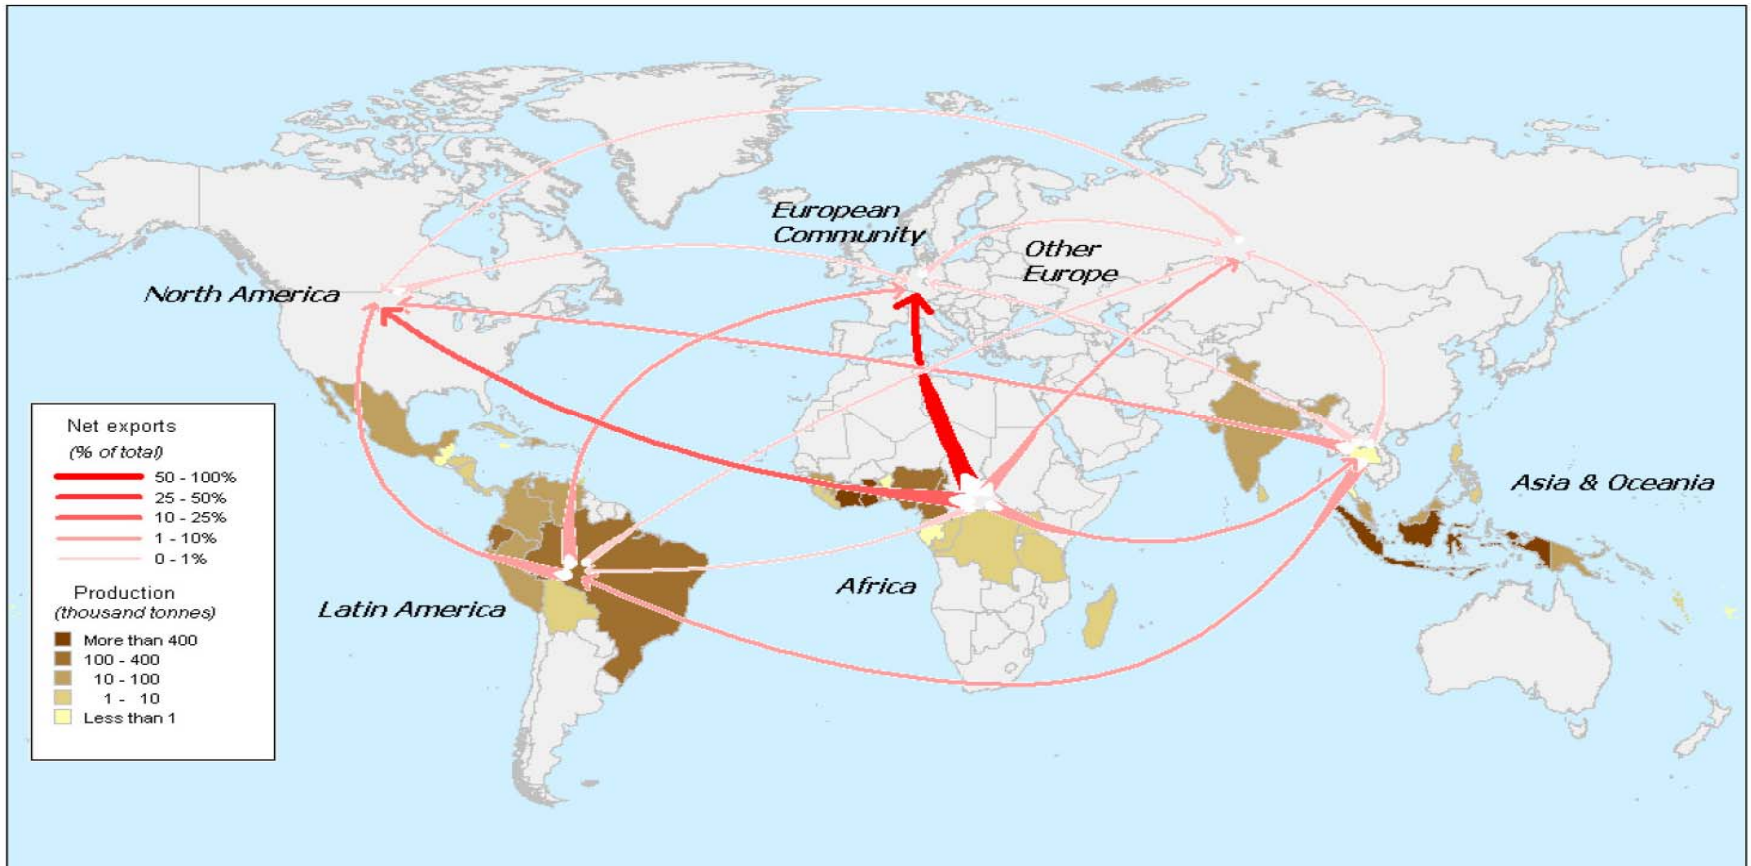 European
Community
Other
Europe
North America
Net exports
(% of total)
50 - 100%
25 - 50%
10 - 25%
1 - 10%
0 - 1%
Production
(thousand tonnes)
More than 400
100 - 400
10 - 100
1 - 10
Less than 1
Latin America
Africa
Asia & Oceania